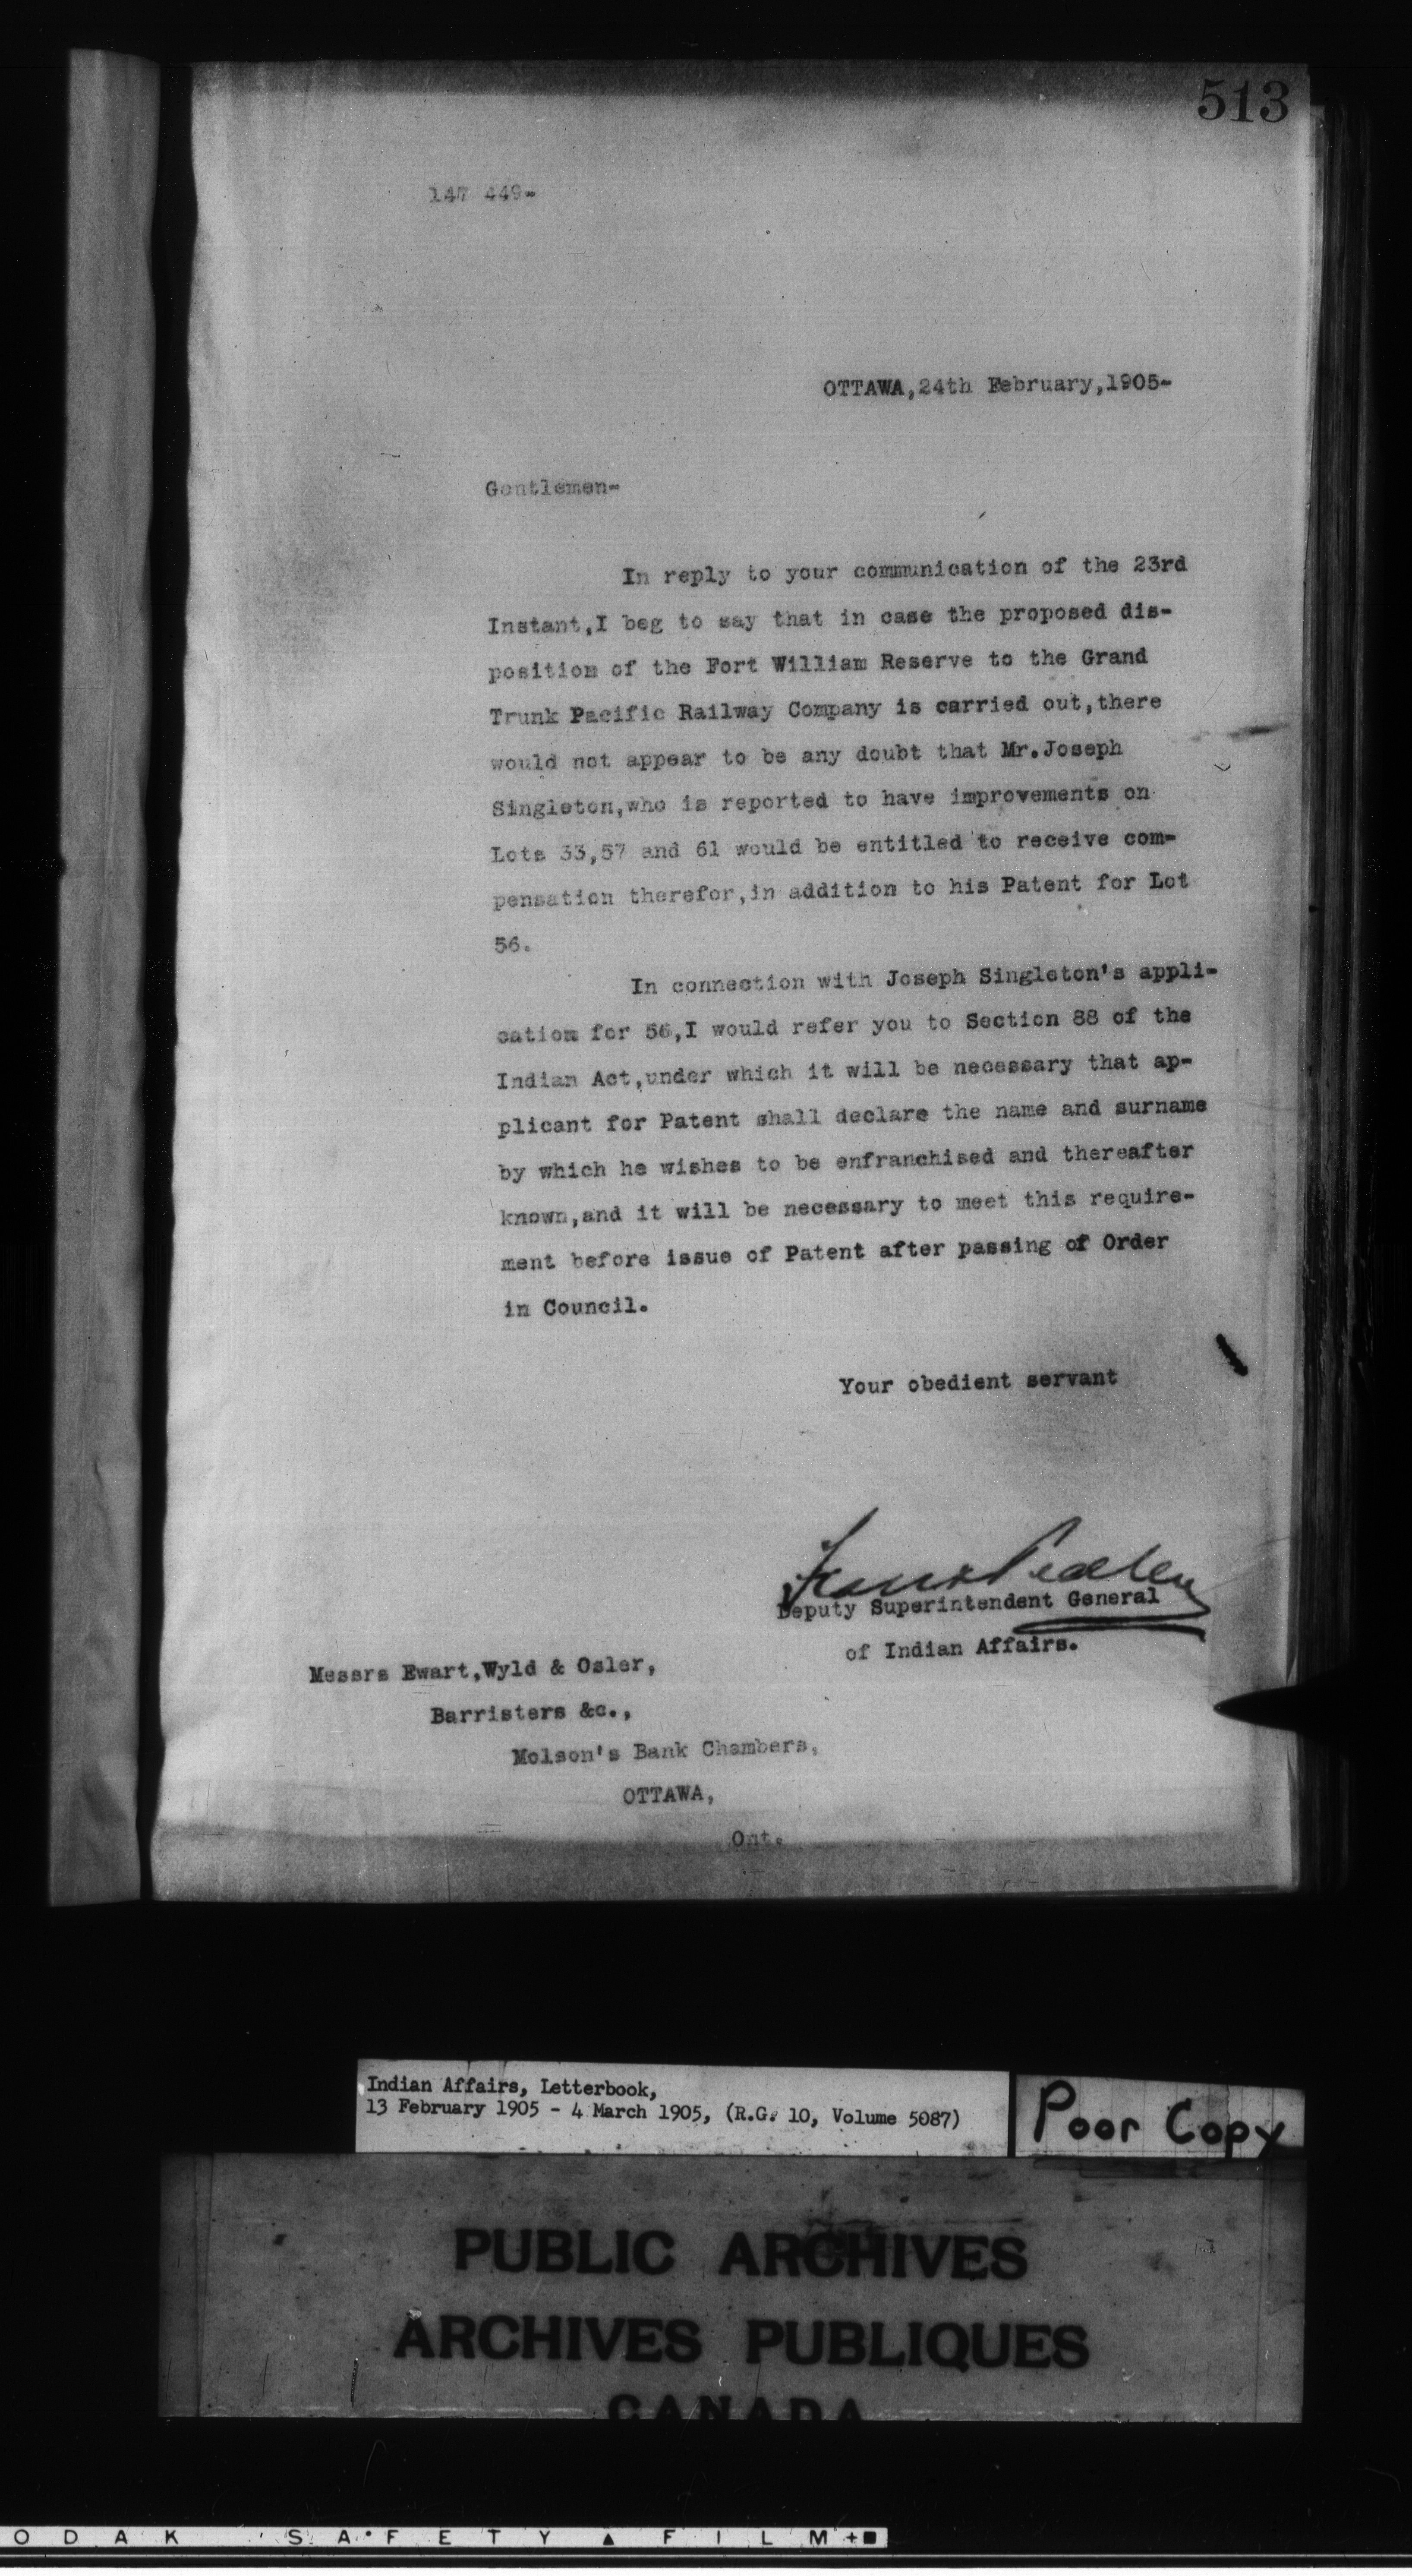 513
147 449-
OTTAWA,24th February,1905-
Gentlemen-
In reply to your communication of the 23rd
Instant,I beg to say that in case the proposed dis-
position of the Fort William Reserve to the Grand
Trunk Pacific Railway Company is carried out,there
would not appear to be any doubt that Mr.Joseph
Singleton,who is reported to have improvements on
Lots 33,57 and 61 would be entitled to receive com-
pensation therefor,in addition to his Patent for Lot
56.
In connection with Joseph Singleton's appli-
cation for 56,I would refer you to Section 88 of the
Indian Act,under which it will be necessary that ap-
plicant for Patent shall declare the name and surname
by which he wishes to be enfranchised and thereafter
known,and it will be necessary to meet this require-
ment before issue of Patent after passing of Order
in Council.
Your obedient servant
Frank Pedley
Deputy Superintendent General
of Indian Affairs.
Messrs Ewart,Wyld & Osler,
Barristers &c.,
Molson's Bank Chambers,
OTTAWA,
Ont.
Indian Affairs, Letterbook,
13 February 1905 - 4 March 1905, (R.G. 10, Volume 5087)
Poor Copy
PUBLIC ARCHIVES
ARCHIVES PUBLIQUES
CANADA
ODAK SAFETY ▲ FILM+■